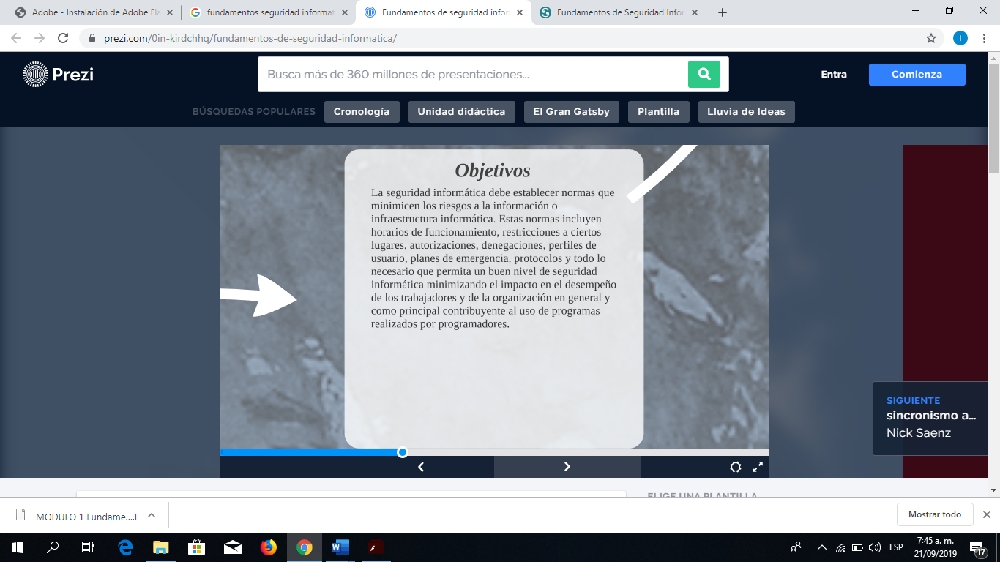 Adobe - Instalación de Adobe Fla
fundamentos seguridad informat
Fundamentos de seguridad infor
Fundamentos de Seguridad Infor
prezi.com/0in-kirdchhq/fundamentos-de-seguridad-informatica/
I
Prezi
Busca más de 360 millones de presentaciones...
Entra
Comienza
BÚSQUEDAS POPULARES
Cronología
Unidad didáctica
El Gran Gatsby
Plantilla
Lluvia de Ideas
Objetivos
La seguridad informática debe establecer normas que
minimicen los riesgos a la información o
infraestructura informática. Estas normas incluyen
horarios de funcionamiento, restricciones a ciertos
lugares, autorizaciones, denegaciones, perfiles de
usuario, planes de emergencia, protocolos y todo lo
necesario que permita un buen nivel de seguridad
informática minimizando el impacto en el desempeño
de los trabajadores y de la organización en general y
como principal contribuyente al uso de programas
realizados por programadores.
SIGUIENTE
sincronismo a...
Nick Saenz
ELIGE UNA PLANTILLA
MODULO 1 Fundame....l
Mostrar todo
ESP
7:45 a. m.
21/09/2019
17